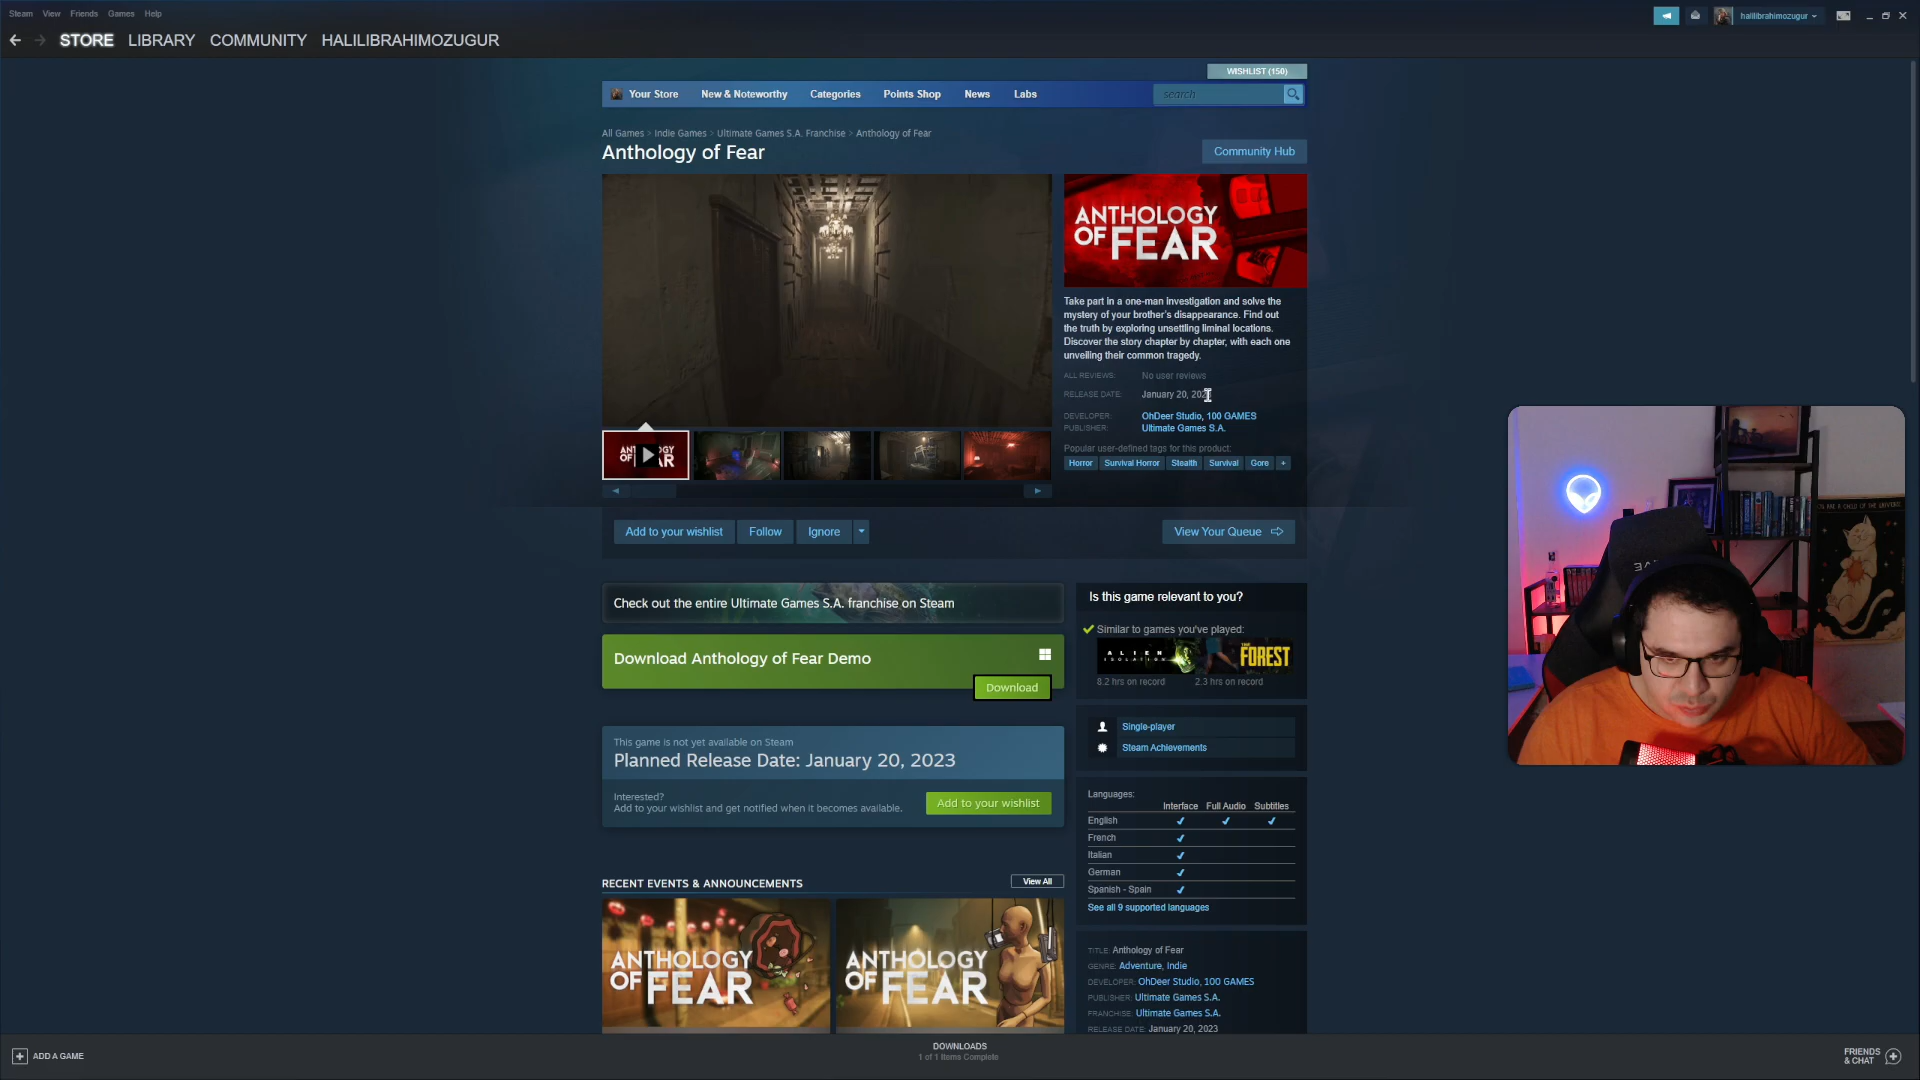 Steam View Friends Games Help
halilibrahimozugur
STORE LIBRARY COMMUNITY HALILIBRAHIMOZUGUR
WISHLIST (150)
Your Store New & Noteworthy Categories Points Shop News Labs search
All Games > Indie Games > Ultimate Games S.A. Franchise > Anthology of Fear
Anthology of Fear
Community Hub
ANTHOLOGY
OF FEAR
Take part in a one-man investigation and solve the
mystery of your brother's disappearance. Find out
the truth by exploring unsettling liminal locations.
Discover the story chapter by chapter, with each one
unveiling their common tragedy.
ALL REVIEWS: No user reviews
RELEASE DATE: January 20, 2023
DEVELOPER: OhDeer Studio, 100 GAMES
PUBLISHER: Ultimate Games S.A.
Popular user-defined tags for this product:
Horror Survival Horror Stealth Survival Gore +
Add to your wishlist Follow Ignore
View Your Queue
Check out the entire Ultimate Games S.A. franchise on Steam
Download Anthology of Fear Demo
Download
This game is not yet available on Steam
Planned Release Date: January 20, 2023
Interested?
Add to your wishlist and get notified when it becomes available.
Add to your wishlist
RECENT EVENTS & ANNOUNCEMENTS
View All
ANTHOLOGY
OF FEAR
ANTHOLOGY
OF FEAR
Is this game relevant to you?
Similar to games you've played:
ALIEN
ISOLATION
THE
FOREST
8.2 hrs on record 2.3 hrs on record
Single-player
Steam Achievements
Languages:
Interface Full Audio Subtitles
English
French
Italian
German
Spanish - Spain
See all 9 supported languages
TITLE: Anthology of Fear
GENRE: Adventure, Indie
DEVELOPER: OhDeer Studio, 100 GAMES
PUBLISHER: Ultimate Games S.A.
FRANCHISE: Ultimate Games S.A.
RELEASE DATE: January 20, 2023
ADD A GAME
DOWNLOADS
1 of 1 Items Complete
FRIENDS
& CHAT